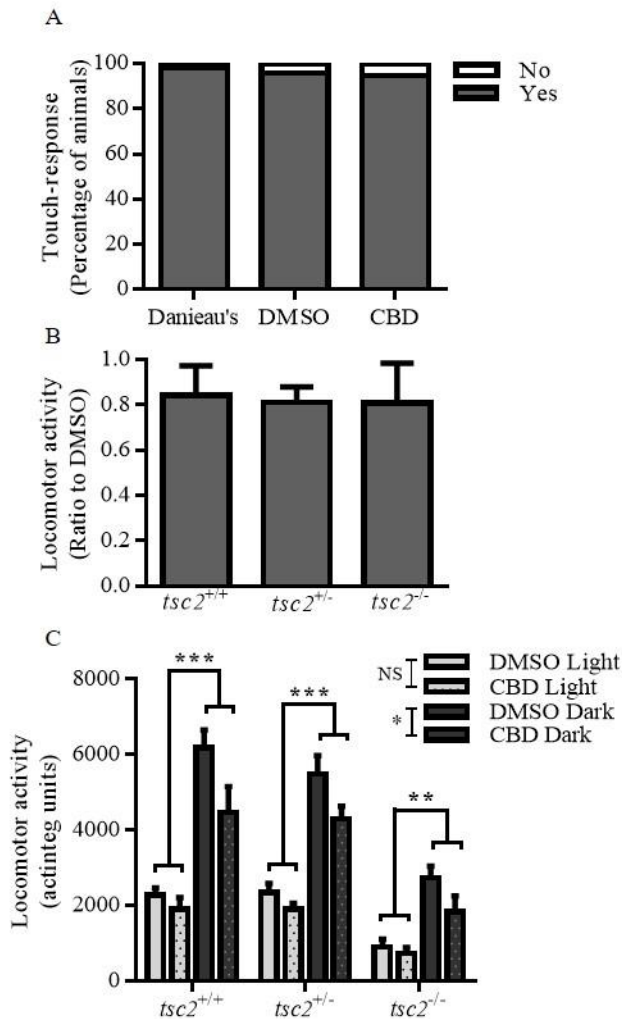 A
Touch-response
(Percentage of animals)
100
80
60
40
20
0
Danieau's DMSO CBD
No
Yes
B
Locomotor activity
(Ratio to DMSO)
1.0
0.8
0.6
0.4
0.2
0.0
tsc2+/+ tsc2+/- tsc2-/-
C
Locomotor activity
(actinteg units)
8000
6000
4000
2000
0
*** *** **
NS
*
DMSO Light
CBD Light
DMSO Dark
CBD Dark
tsc2+/+ tsc2+/- tsc2-/-